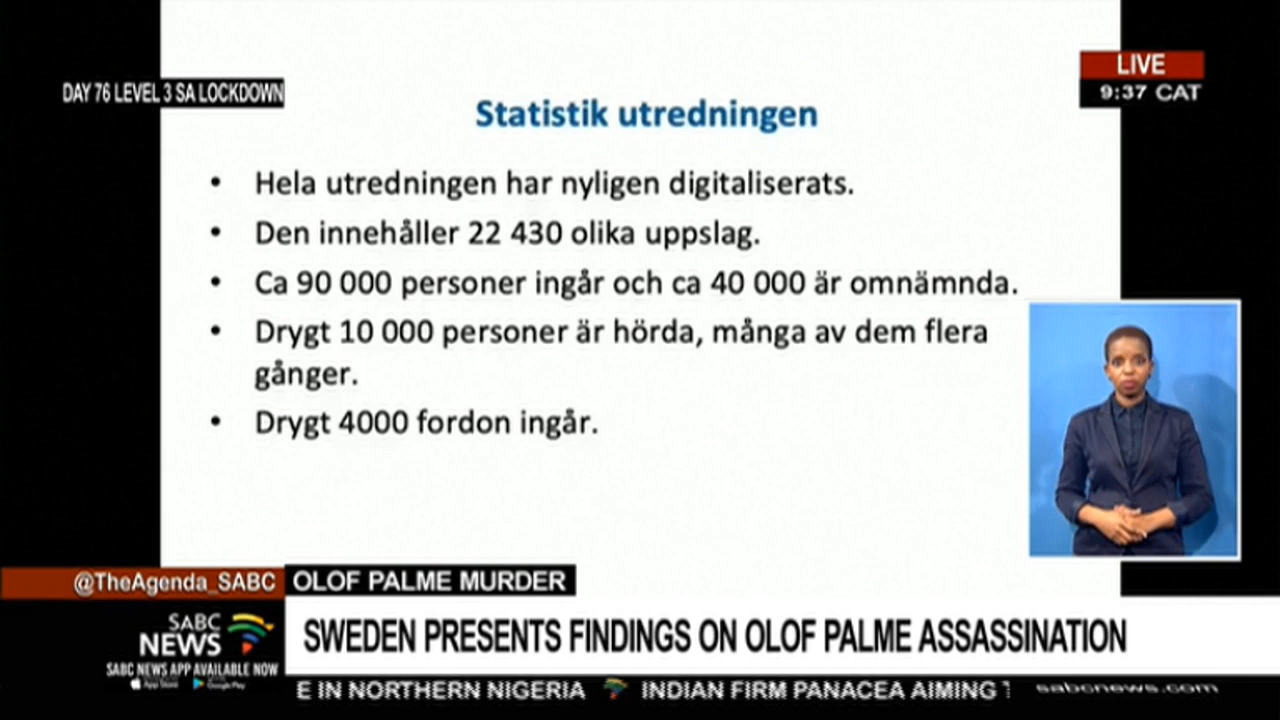 DAY 76 LEVEL 3 SA LOCKDOWN
LIVE
9:37 CAT
Statistik utredningen
• Hela utredningen har nyligen digitaliserats.
• Den innehåller 22 430 olika uppslag.
• Ca 90 000 personer ingår och ca 40 000 är omnämnda.
• Drygt 10 000 personer är hörda, många av dem flera
gånger.
• Drygt 4000 fordon ingår.
@TheAgenda_SABC
OLOF PALME MURDER
SABC
NEWS
SABC NEWS APP AVAILABLE NOW
App Store
Google Play
SWEDEN PRESENTS FINDINGS ON OLOF PALME ASSASSINATION
E IN NORTHERN NIGERIA
INDIAN FIRM PANACEA AIMING
sabcnews.com